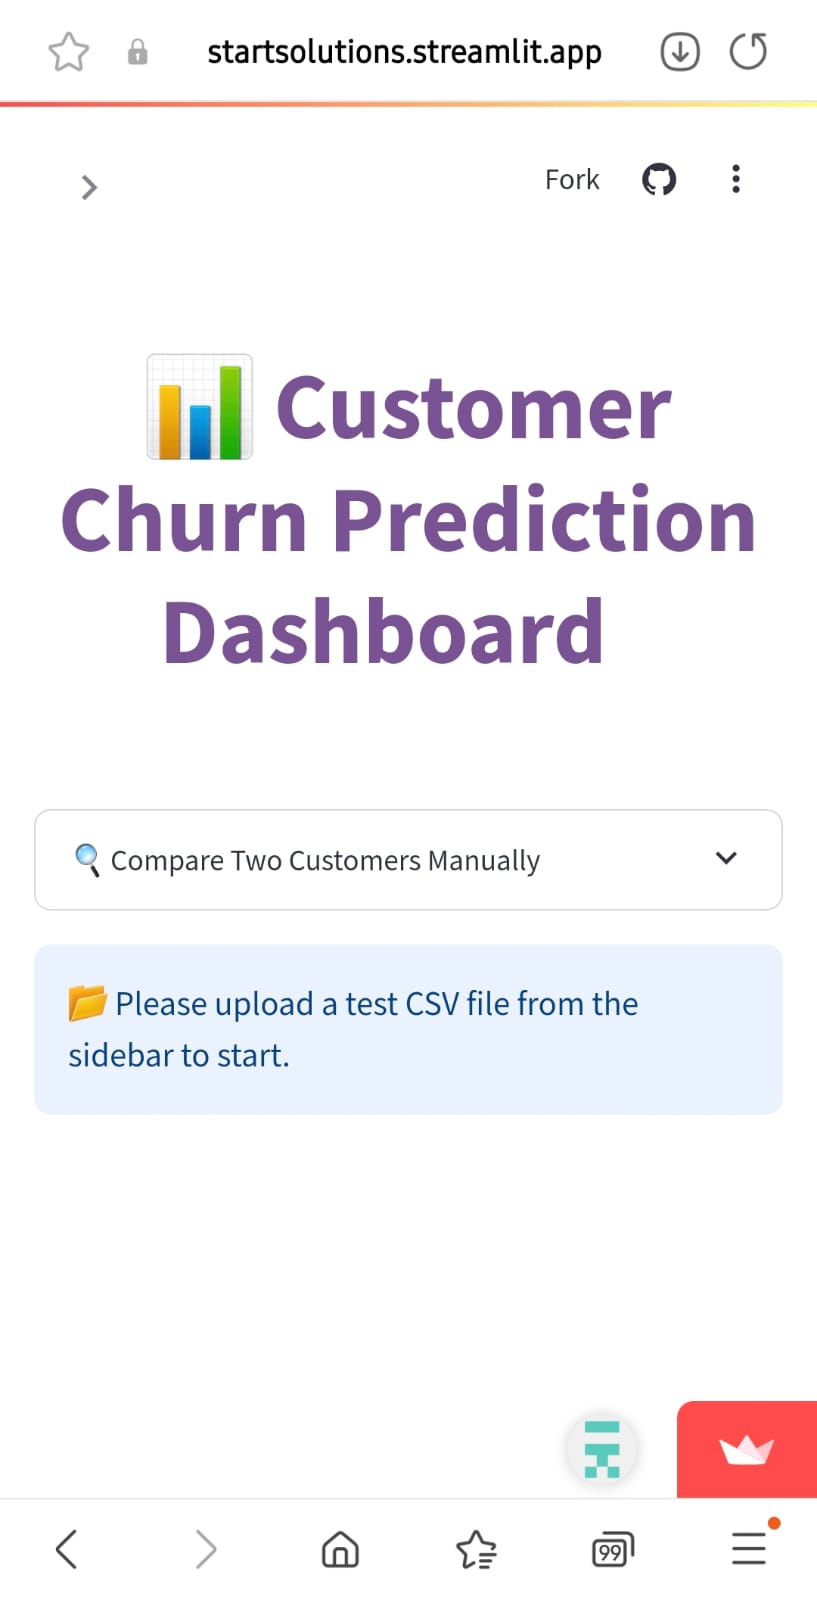 startsolutions.streamlit.app
Fork
Customer
Churn Prediction
Dashboard
Compare Two Customers Manually
Please upload a test CSV file from the
sidebar to start.
99